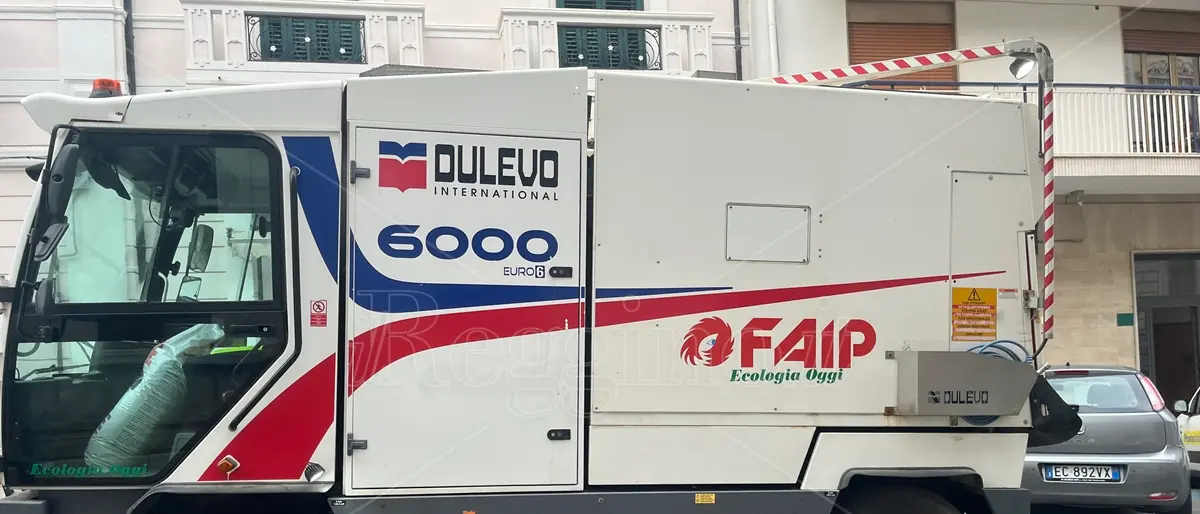 DULEVO
INTERNATIONAL
6000
EURO6
FAIP
Ecologia Oggi
DULEVO
Ecologia Oggi
EC 892VX